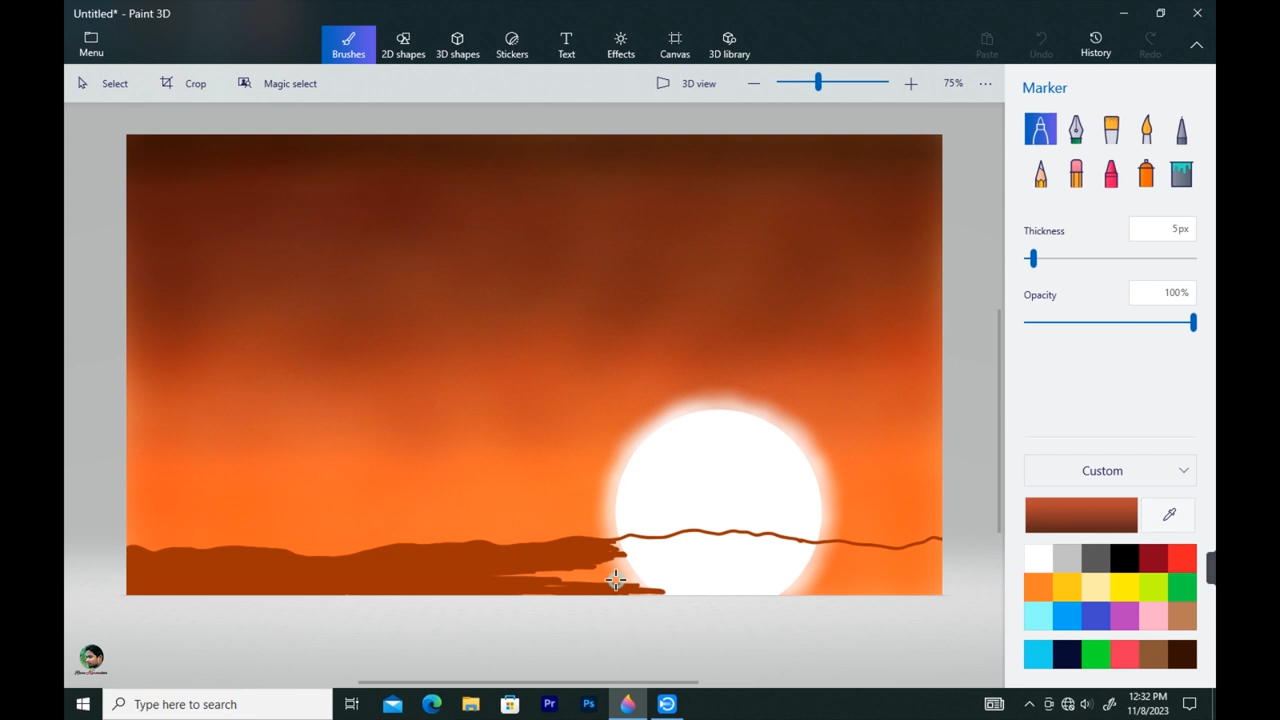 Untitled* - Paint 3D
Menu
Brushes
2D shapes
3D shapes
Stickers
Text
Effects
Canvas
3D library
Paste
Undo
History
Redo
Select
Crop
Magic select
3D view
75%
Marker
Thickness
5px
Opacity
100%
Custom
Type here to search
Pr
Ps
12:32 PM
11/8/2023